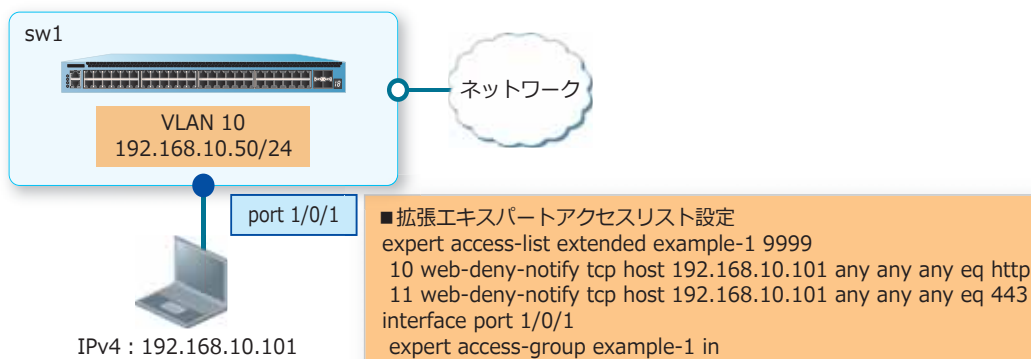 sw1
ネットワーク
VLAN 10
192.168.10.50/24
port 1/0/1
IPv4 : 192.168.10.101
■拡張エキスパートアクセスリスト設定
expert access-list extended example-1 9999
10 web-deny-notify tcp host 192.168.10.101 any any any eq http
11 web-deny-notify tcp host 192.168.10.101 any any any eq 443
interface port 1/0/1
expert access-group example-1 in